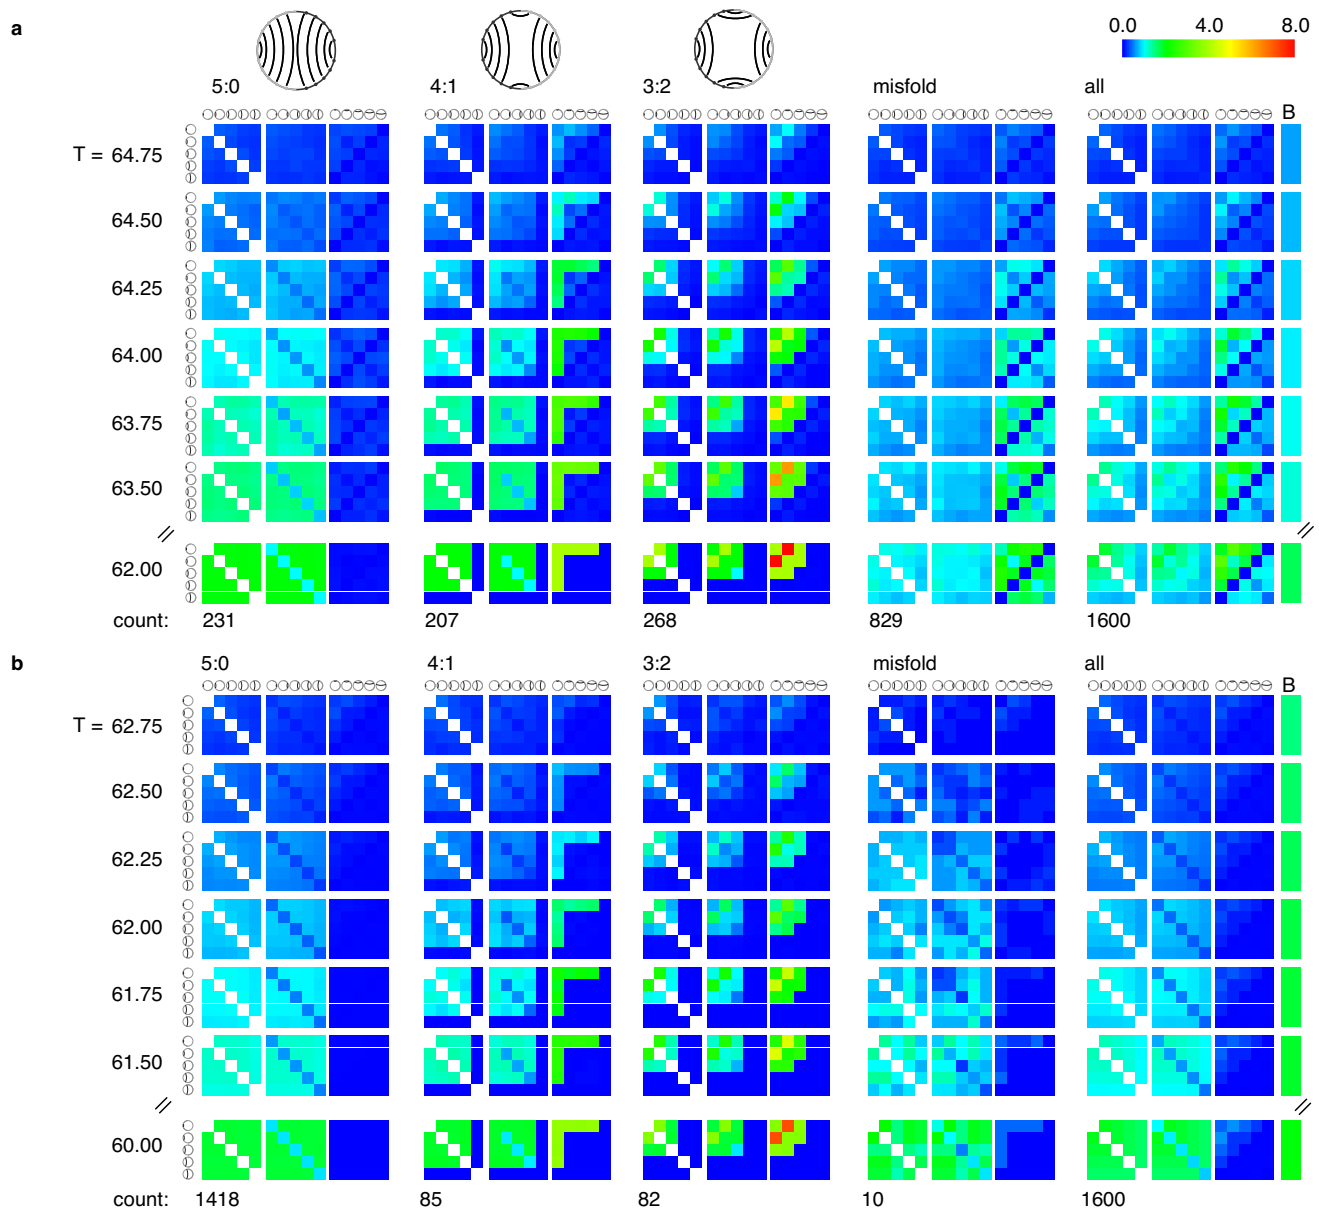 a
0.0 4.0 8.0
5:0 4:1 3:2 misfold all
B
T = 64.75
64.50
64.25
64.00
63.75
63.50
62.00
count: 231 207 268 829 1600
b
5:0 4:1 3:2 misfold all
B
T = 62.75
62.50
62.25
62.00
61.75
61.50
60.00
count: 1418 85 82 10 1600